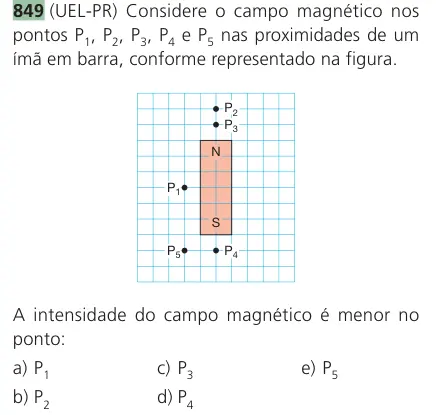 849 (UEL-PR) Considere o campo magnético nos
pontos P₁, P₂, P₃, P₄ e P₅ nas proximidades de um
ímã em barra, conforme representado na figura.
P₂
P₃
N
P₁
S
P₅ P₄
A intensidade do campo magnético é menor no
ponto:
a) P₁ c) P₃ e) P₅
b) P₂ d) P₄